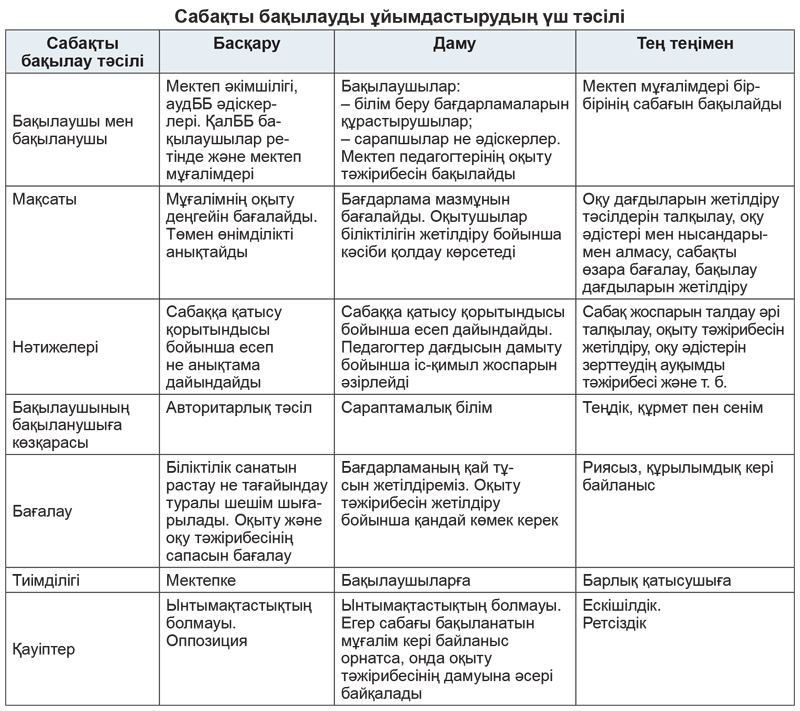 Сабақты бақылауды ұйымдастырудың үш тәсілі
Сабақты
бақылау тәсілі
Басқару
Даму
Тең теңімен
Бақылаушы мен
бақыланушы
Мектеп әкімшілігі,
аудББ әдіскер-
лері. ҚалББ ба-
қылаушылар ре-
тінде және мектеп
мұғалімдері
Бақылаушылар:
– білім беру бағдарламаларын
құрастырушылар;
– сарапшылар не әдіскерлер.
Мектеп педагогтерінің оқыту
тәжірибесін бақылайды
Мектеп мұғалімдері бір-
бірінің сабағын бақылайды
Мақсаты
Мұғалімнің оқыту
деңгейін бағалайды.
Төмен өнімділікті
анықтайды
Бағдарлама мазмұнын
бағалайды. Оқытушылар
біліктілігін жетілдіру бойынша
кәсіби қолдау көрсетеді
Оқу дағдыларын жетілдіру
тәсілдерін талқылау, оқу
әдістері мен нысандары-
мен алмасу, сабақты
өзара бағалау, бақылау
дағдыларын жетілдіру
Нәтижелері
Сабаққа қатысу
қорытындысы
бойынша есеп
не анықтама
дайындайды
Сабаққа қатысу қорытындысы
бойынша есеп дайындайды.
Педагогтер дағдысын дамыту
бойынша іс-қимыл жоспарын
әзірлейді
Сабақ жоспарын талдау әрі
талқылау, оқыту тәжірибесін
жетілдіру, оқу әдістерін
зерттеудің ауқымды
тәжірибесі және т. б.
Бақылаушының
бақыланушыға
көзқарасы
Авторитарлық тәсіл
Сараптамалық білім
Теңдік, құрмет пен сенім
Бағалау
Біліктілік санатын
растау не тағайындау
туралы шешім шыға-
рылады. Оқыту және
оқу тәжірибесінің
сапасын бағалау
Бағдарламаның қай тұ-
сын жетілдіреміз. Оқыту
тәжірибесін жетілдіру
бойынша қандай көмек керек
Риясыз, құрылымдық кері
байланыс
Тиімділігі
Мектепке
Бақылаушыларға
Барлық қатысушыға
Қауіптер
Ынтымақтастықтың
болмауы.
Оппозиция
Ынтымақтастықтың болмауы.
Егер сабағы бақыланатын
мұғалім кері байланыс
орнатса, онда оқыту
тәжірибесінің дамуына әсері
байқалады
Ескішілдік.
Ретсіздік